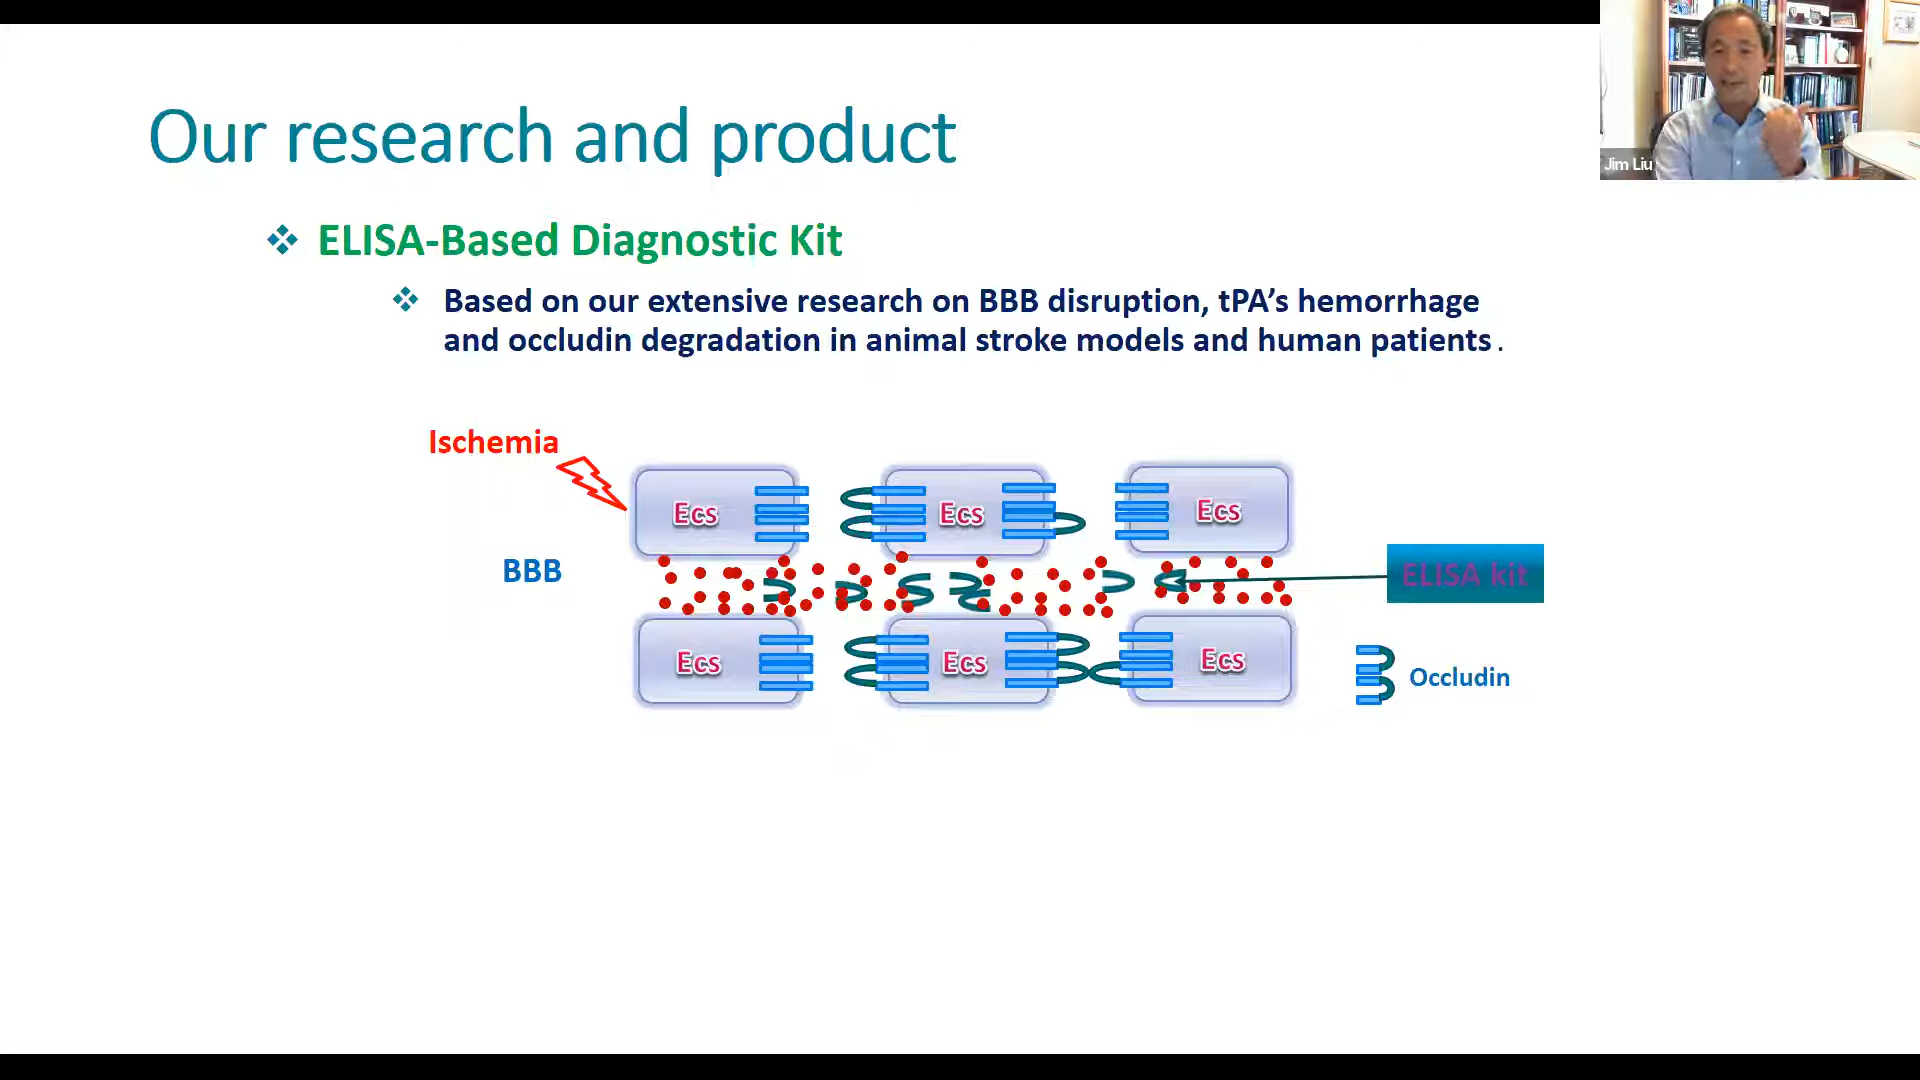 Jim Liu
Our research and product
ELISA-Based Diagnostic Kit
Based on our extensive research on BBB disruption, tPA’s hemorrhage
and occludin degradation in animal stroke models and human patients.
Ischemia
Ecs
Ecs
Ecs
BBB
ELISA kit
Ecs
Ecs
Ecs
Occludin